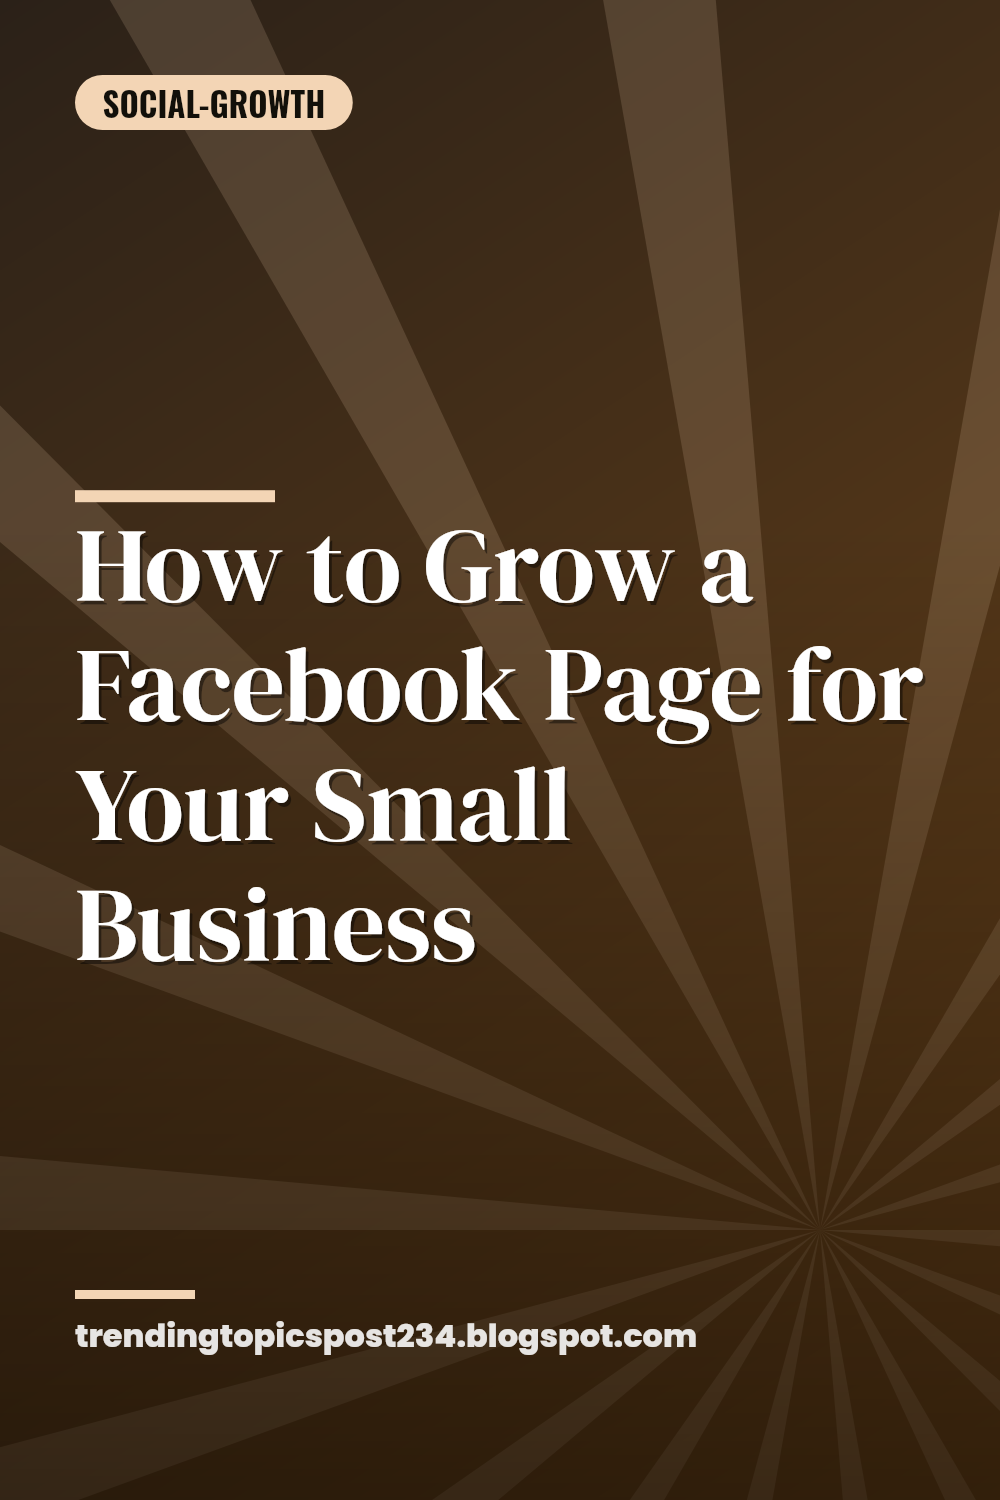 SOCIAL-GROWTH
How to Grow a
Facebook Page for
Your Small
Business
trendingtopicspost234.blogspot.com